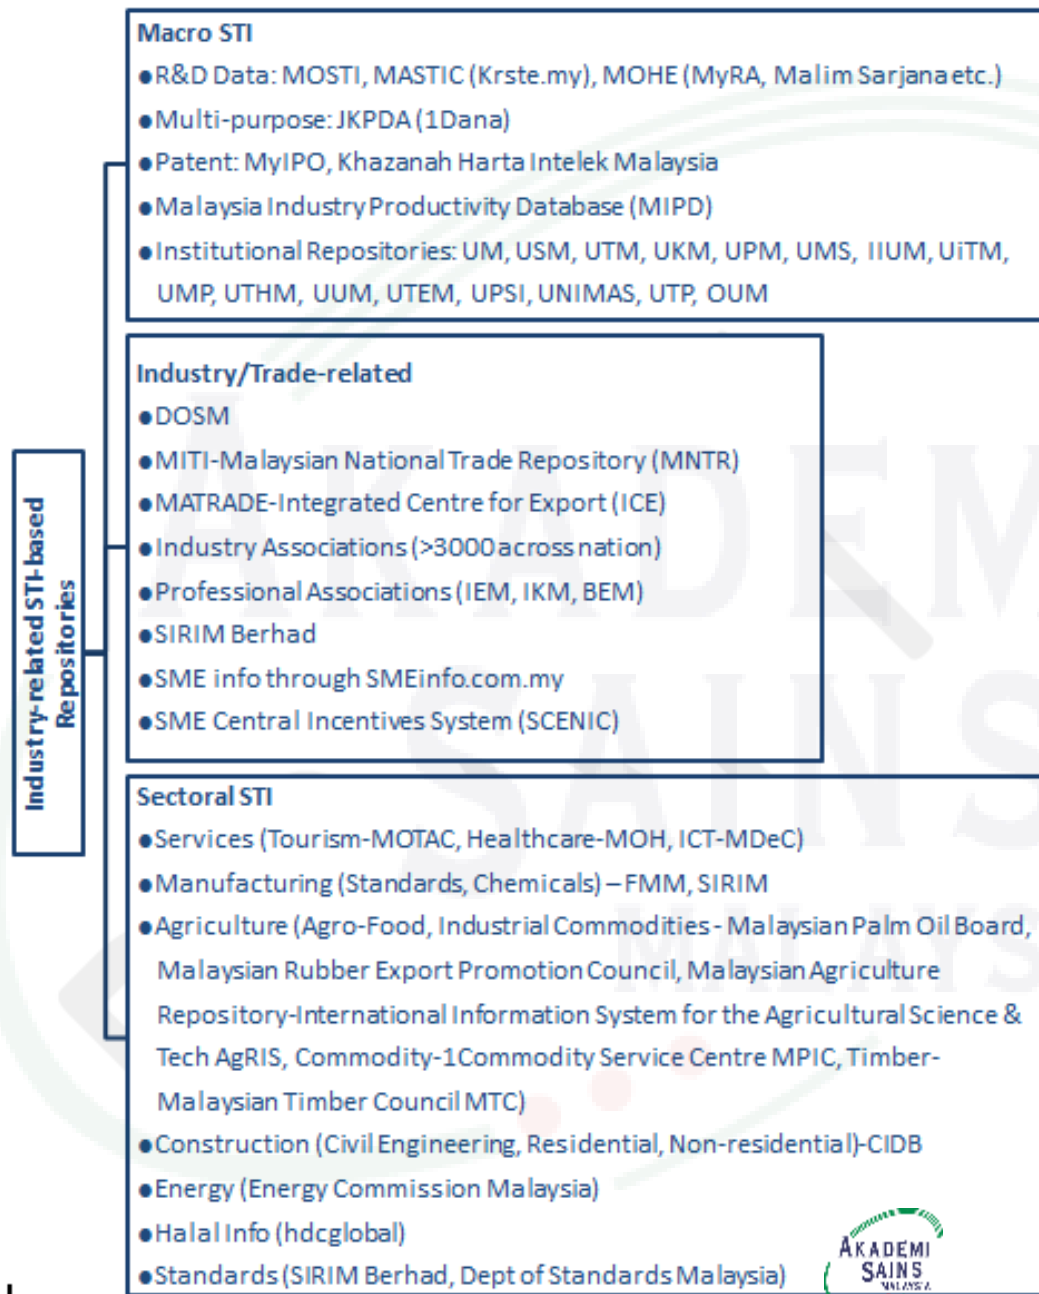 Macro STI
●R&D Data: MOSTI, MASTIC (Krste.my), MOHE (MyRA, Malim Sarjana etc.)
●Multi-purpose: JKPDA (1Dana)
●Patent: MyIPO, Khazanah Harta Intelek Malaysia
●Malaysia Industry Productivity Database (MIPD)
●Institutional Repositories: UM, USM, UTM, UKM, UPM, UMS, IIUM, UiTM,
UMP, UTHM, UUM, UTEM, UPSI, UNIMAS, UTP, OUM
Industry/Trade-related
●DOSM
●MITI-Malaysian National Trade Repository (MNTR)
●MATRADE-Integrated Centre for Export (ICE)
●Industry Associations (>3000 across nation)
●Professional Associations (IEM, IKM, BEM)
●SIRIM Berhad
●SME info through SMEinfo.com.my
●SME Central Incentives System (SCENIC)
Industry-related STI-based
Repositories
Sectoral STI
●Services (Tourism-MOTAC, Healthcare-MOH, ICT-MDeC)
●Manufacturing (Standards, Chemicals) – FMM, SIRIM
●Agriculture (Agro-Food, Industrial Commodities - Malaysian Palm Oil Board,
Malaysian Rubber Export Promotion Council, Malaysian Agriculture
Repository-International Information System for the Agricultural Science &
Tech AgRIS, Commodity-1Commodity Service Centre MPIC, Timber-
Malaysian Timber Council MTC)
●Construction (Civil Engineering, Residential, Non-residential)-CIDB
●Energy (Energy Commission Malaysia)
●Halal Info (hdcglobal)
●Standards (SIRIM Berhad, Dept of Standards Malaysia)
AKADEMI
SAINS
MALAYSIA
AKADEM
SAINS
MALAYS